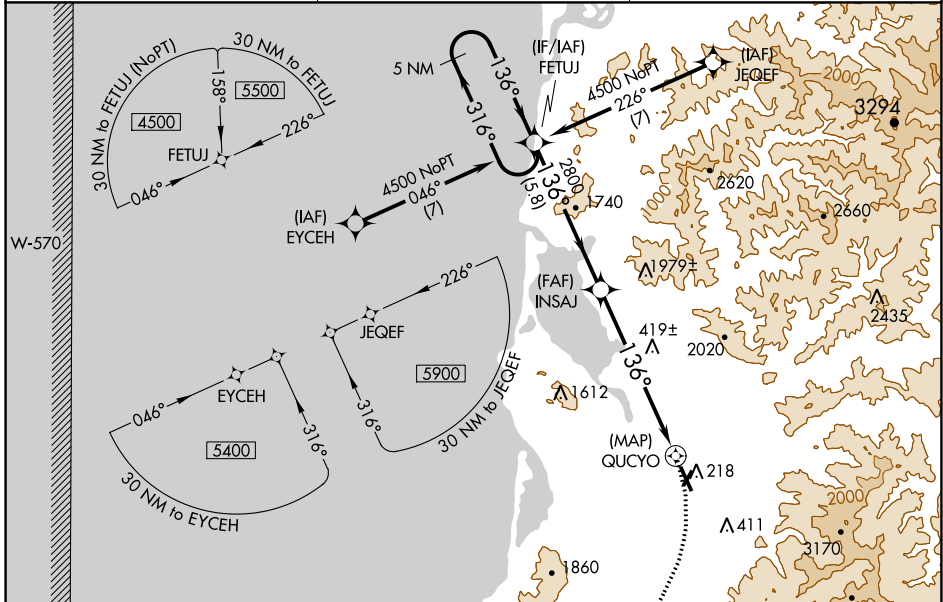 30 NM to FETUJ (NoPT)
30 NM to FETUJ
158°
5500
4500
226°
FETUJ
046°
5 NM
136°
316°
(IF/IAF)
FETUJ
(IAF)
JEQEF
4500 NoPT
226°
(7)
2000
3294
4500 NoPT
046°
(7)
(IAF)
EYCEH
2800
136°
(5.8)
1740
2620
2660
W-570
(FAF)
INSAJ
1979±
2435
419±
2020
136°
226°
JEQEF
5900
316°
30 NM to JEQEF
EYCEH
046°
5400
316°
30 NM to EYCEH
1612
(MAP)
QUCYO
218
411
2000
3170
1860